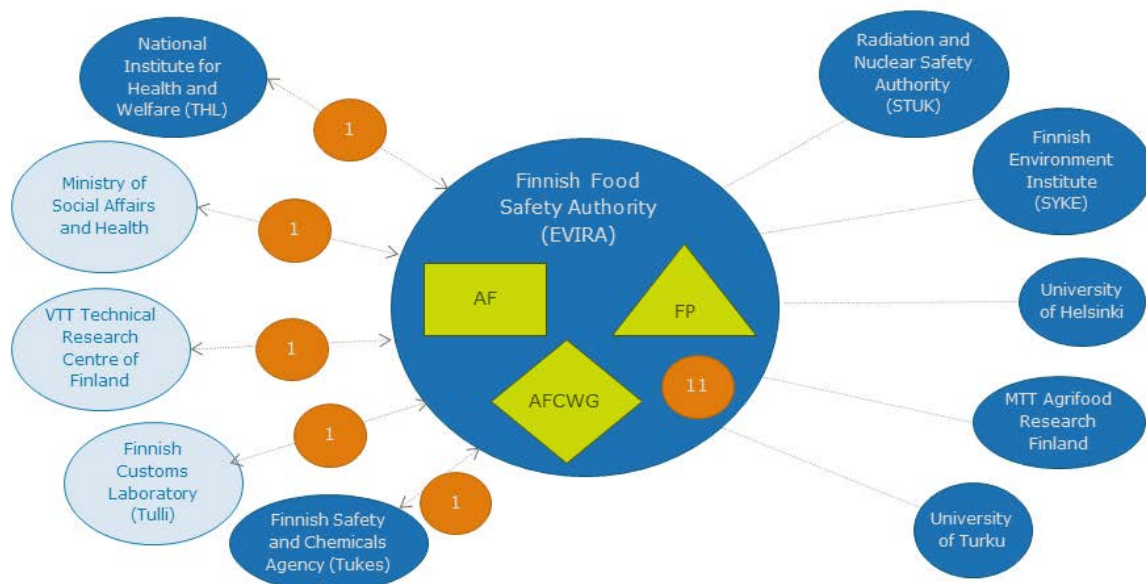 National
Institute for
Health and
Welfare (THL)
1
Ministry of
Social Affairs
and Health
1
VTT Technical
Research
Centre of
Finland
1
Finnish
Customs
Laboratory
(Tulli)
1
Finnish Safety
and Chemicals
Agency (Tukes)
1
Finnish Food
Safety Authority
(EVIRA)
AF
FP
AFCWG
11
Radiation and
Nuclear Safety
Authority
(STUK)
Finnish
Environment
Institute
(SYKE)
University
of Helsinki
MTT Agrifood
Research
Finland
University
of Turku